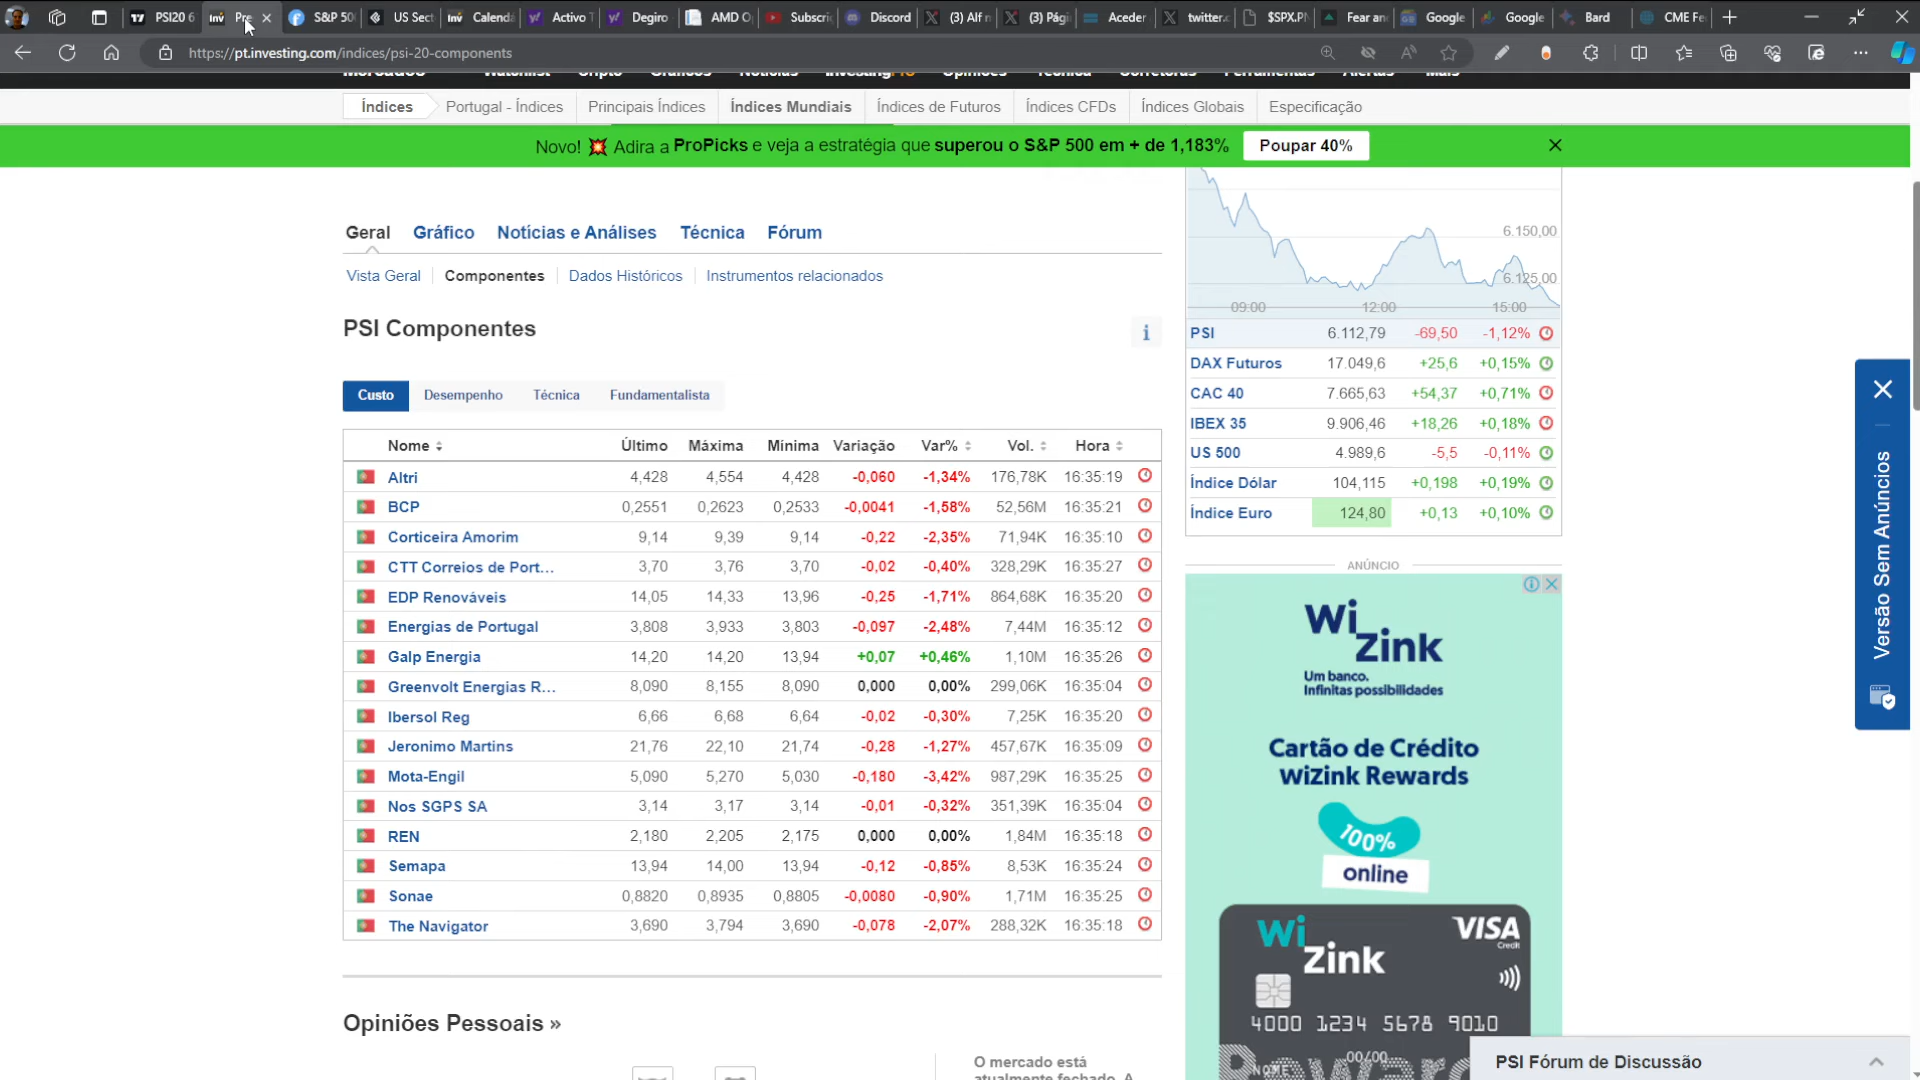 PSI20 6
Pre
S&P 50
US Sect
Calenda
Activo T
Degiro
AMD O
Subscri
Discord
(3) Alf
(3) Pági
Aceder
twitter.c
$SPX.P
Fear an
Google
Google
Bard
CME Fe
https://pt.investing.com/indices/psi-20-components
Mercados Watchlist Cripto Gráficos Notícias InvestingPro Opiniões Técnica Corretoras Ferramentas Alertas Mais
Índices Portugal - Índices Principais Índices Índices Mundiais Índices de Futuros Índices CFDs Índices Globais Especificação
Novo! Adira a ProPicks e veja a estratégia que superou o S&P 500 em + de 1,183% Poupar 40%
Geral Gráfico Notícias e Análises Técnica Fórum
Vista Geral Componentes Dados Históricos Instrumentos relacionados
PSI Componentes
Custo Desempenho Técnica Fundamentalista
Nome Último Máxima Mínima Variação Var% Vol. Hora
Altri 4,428 4,554 4,428 -0,060 -1,34% 176,78K 16:35:19
BCP 0,2551 0,2623 0,2533 -0,0041 -1,58% 52,56M 16:35:21
Corticeira Amorim 9,14 9,39 9,14 -0,22 -2,35% 71,94K 16:35:10
CTT Correios de Port... 3,70 3,76 3,70 -0,02 -0,40% 328,29K 16:35:27
EDP Renováveis 14,05 14,33 13,96 -0,25 -1,71% 864,68K 16:35:20
Energias de Portugal 3,808 3,933 3,803 -0,097 -2,48% 7,44M 16:35:12
Galp Energia 14,20 14,20 13,94 +0,07 +0,46% 1,10M 16:35:26
Greenvolt Energias R... 8,090 8,155 8,090 0,000 0,00% 299,06K 16:35:04
Ibersol Reg 6,66 6,68 6,64 -0,02 -0,30% 7,25K 16:35:20
Jeronimo Martins 21,76 22,10 21,74 -0,28 -1,27% 457,67K 16:35:09
Mota-Engil 5,090 5,270 5,030 -0,180 -3,42% 987,29K 16:35:25
Nos SGPS SA 3,14 3,17 3,14 -0,01 -0,32% 351,39K 16:35:04
REN 2,180 2,205 2,175 0,000 0,00% 1,84M 16:35:18
Semapa 13,94 14,00 13,94 -0,12 -0,85% 8,53K 16:35:24
Sonae 0,8820 0,8935 0,8805 -0,0080 -0,90% 1,71M 16:35:25
The Navigator 3,690 3,794 3,690 -0,078 -2,07% 288,32K 16:35:18
Opiniões Pessoais »
O mercado está
atualmente fechado. A
6.150,00
6.125,00
09:00 12:00 15:00
PSI 6.112,79 -69,50 -1,12%
DAX Futuros 17.049,6 +25,6 +0,15%
CAC 40 7.665,63 +54,37 +0,71%
IBEX 35 9.906,46 +18,26 +0,18%
US 500 4.989,6 -5,5 -0,11%
Índice Dólar 104,115 +0,198 +0,19%
Índice Euro 124,80 +0,13 +0,10%
ANÚNCIO
Wi
Zink
Um banco.
Infinitas possibilidades
Cartão de Crédito
WiZink Rewards
100%
online
Wi
Zink
VISA
Credit
4000 1234 5678 9010
00/00
Versão Sem Anúncios
PSI Fórum de Discussão